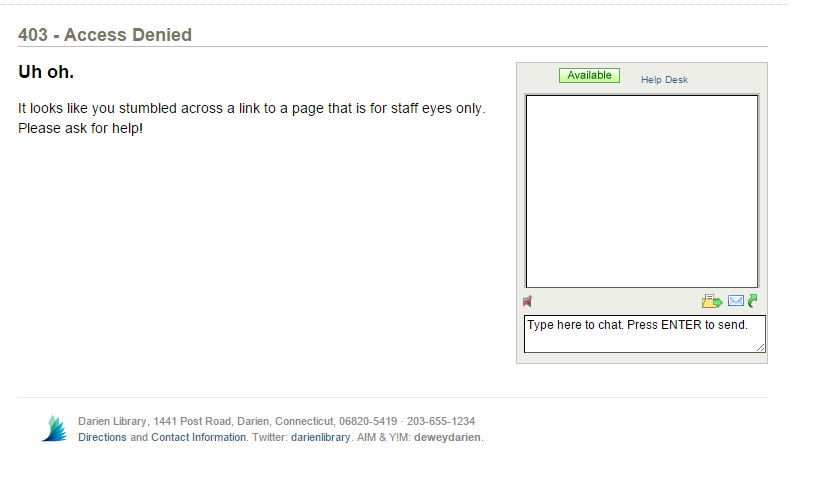 403 - Access Denied
Uh oh.
It looks like you stumbled across a link to a page that is for staff eyes only.
Please ask for help!
Available
Help Desk
Type here to chat. Press ENTER to send.
Darien Library, 1441 Post Road, Darien, Connecticut, 06820-5419 · 203-655-1234
Directions and Contact Information. Twitter: darienlibrary. AIM & Y!M: deweydarien.